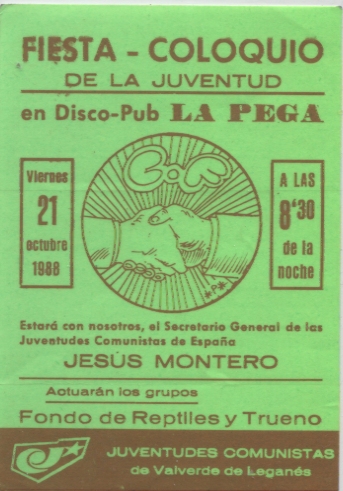 FIESTA - COLOQUIO
DE LA JUVENTUD
en Disco-Pub LA PEGA
Viernes
21
octubre
1988
C.F
A LAS
8'30
de la
noche
Estará con nosotros, el Secretario General de las
Juventudes Comunistas de España
JESÚS MONTERO
Actuarán los grupos
Fondo de Reptiles y Trueno
JUVENTUDES COMUNISTAS
de Valverde de Leganés